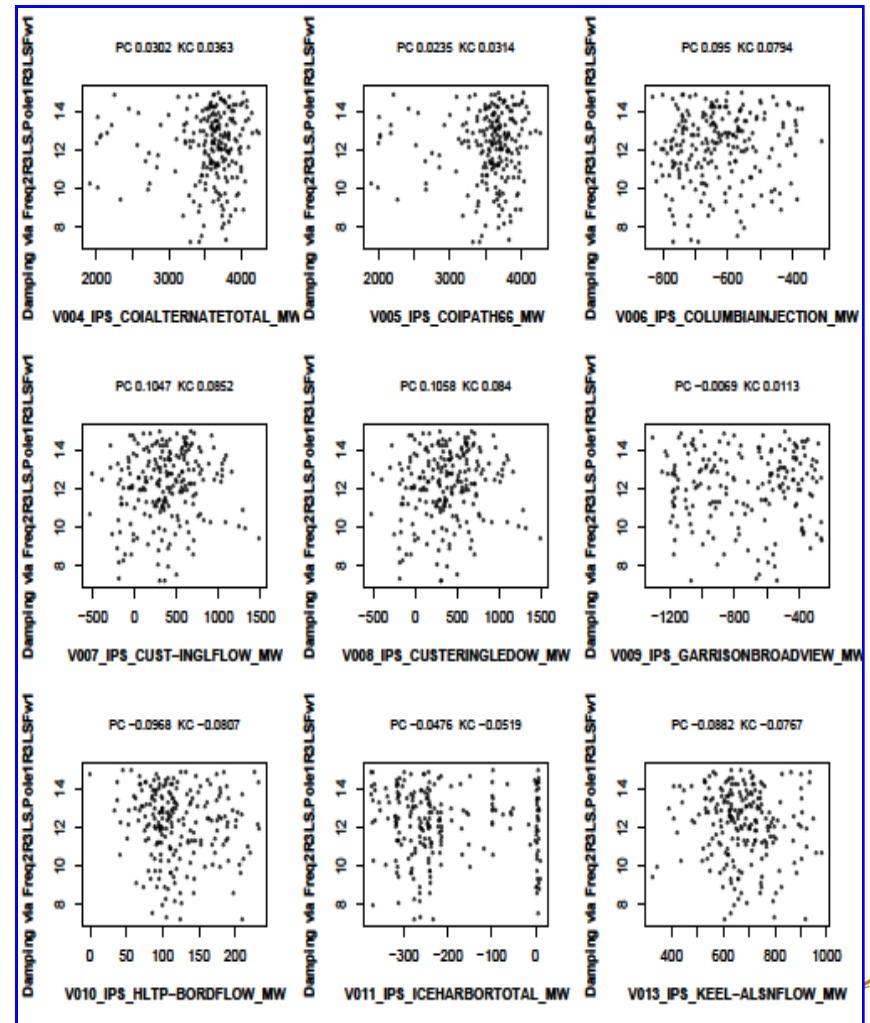 PC 0.0302 KC 0.0363
Damping via Freq2R3LS.Pole1R3LSFw1
14
12
10
8
2000 3000 4000
V004_IPS_COIALTERNATETOTAL_MW
PC 0.0235 KC 0.0314
Damping via Freq2R3LS.Pole1R3LSFw1
14
12
10
8
2000 3000 4000
V005_IPS_COIPATH66_MW
PC 0.095 KC 0.0794
Damping via Freq2R3LS.Pole1R3LSFw1
14
12
10
8
−800 −600 −400
V006_IPS_COLUMBIAINJECTION_MW
PC 0.1047 KC 0.0852
Damping via Freq2R3LS.Pole1R3LSFw1
14
12
10
8
−500 0 500 1000 1500
V007_IPS_CUST−INGLFLOW_MW
PC 0.1058 KC 0.084
Damping via Freq2R3LS.Pole1R3LSFw1
14
12
10
8
−500 0 500 1000 1500
V008_IPS_CUSTERINGLEDOW_MW
PC −0.0069 KC 0.0113
Damping via Freq2R3LS.Pole1R3LSFw1
14
12
10
8
−1200 −800 −400
V009_IPS_GARRISONBROADVIEW_MW
PC −0.0968 KC −0.0807
Damping via Freq2R3LS.Pole1R3LSFw1
14
12
10
8
0 50 100 150 200
V010_IPS_HLTP−BORDFLOW_MW
PC −0.0476 KC −0.0519
Damping via Freq2R3LS.Pole1R3LSFw1
14
12
10
8
−300 −200 −100 0
V011_IPS_ICEHARBORTOTAL_MW
PC −0.0882 KC −0.0767
Damping via Freq2R3LS.Pole1R3LSFw1
14
12
10
8
400 600 800 1000
V013_IPS_KEEL−ALSNFLOW_MW